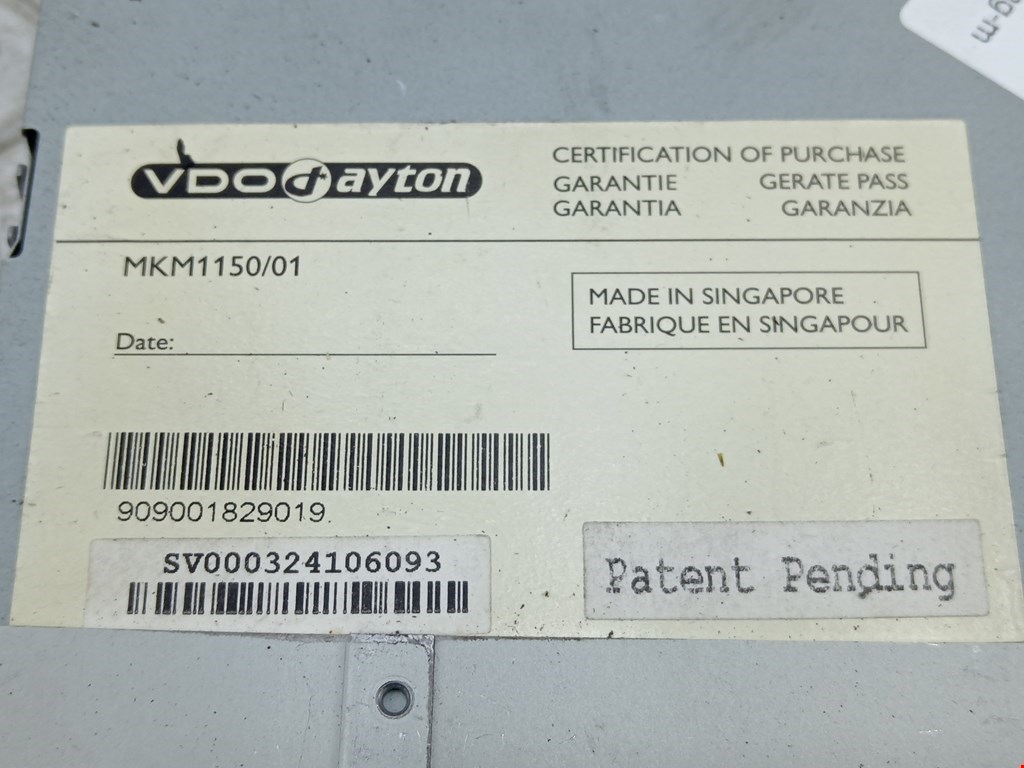 VDO dayton
CERTIFICATION OF PURCHASE
GARANTIE GERATE PASS
GARANTIA GARANZIA
MKM1150/01
MADE IN SINGAPORE
FABRIQUE EN SINGAPOUR
Date:
909001829019
SV000324106093
Patent Pending